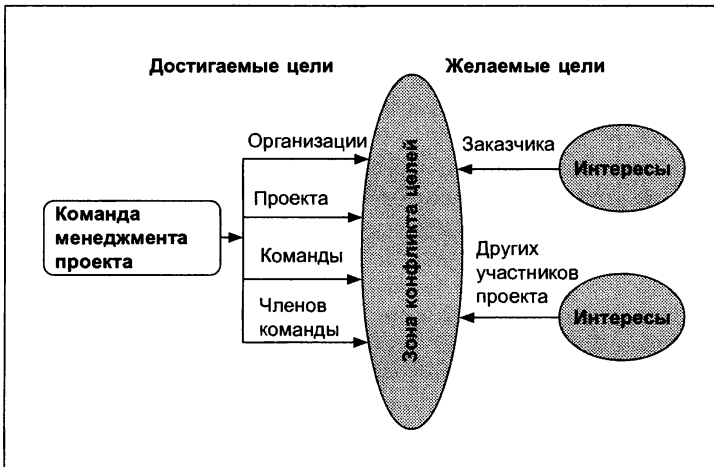 Достигаемые цели
Желаемые цели
Организации
Проекта
Команды
Членов
команды
Команда
менеджмента
проекта
Зона конфликта целей
Заказчика
Интересы
Других
участников
проекта
Интересы